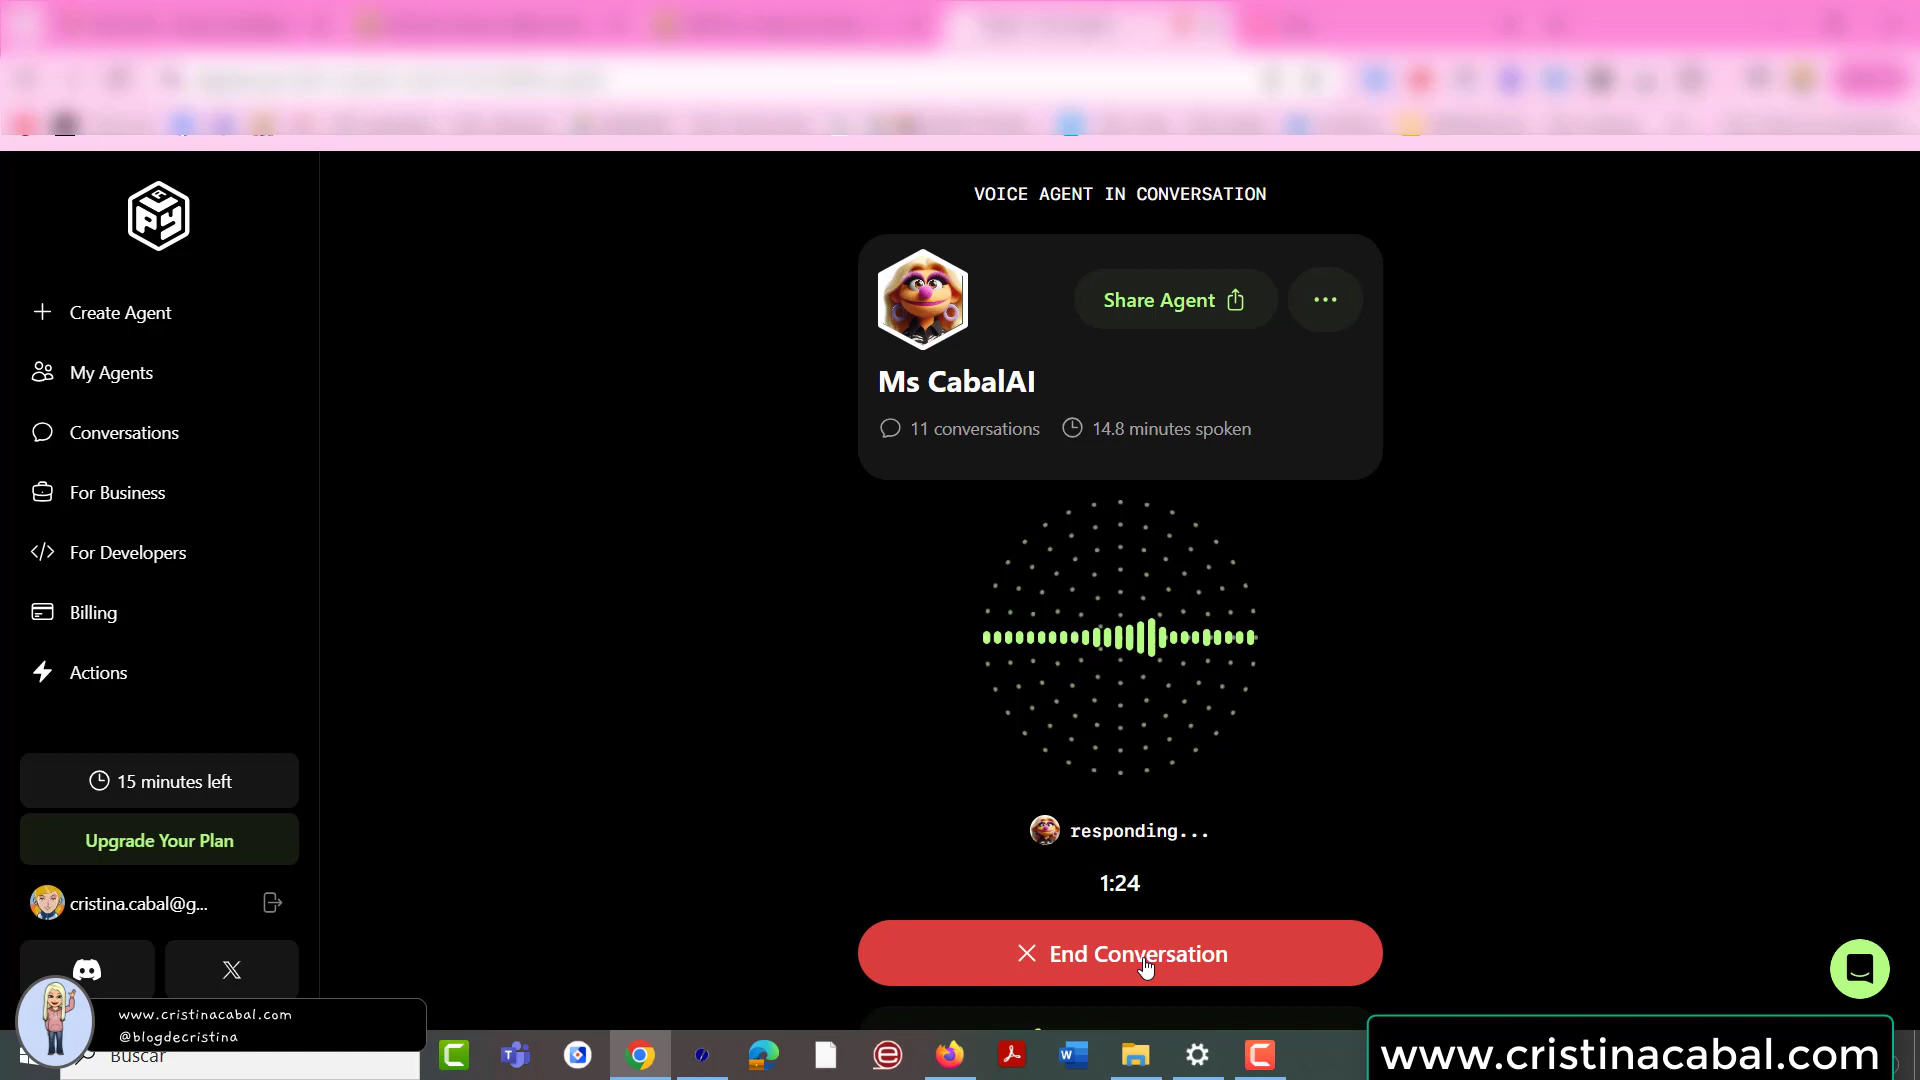 VOICE AGENT IN CONVERSATION
PLAY
Share Agent
Ms CabalAI
11 conversations
14.8 minutes spoken
Create Agent
My Agents
Conversations
For Business
For Developers
Billing
Actions
15 minutes left
Upgrade Your Plan
cristina.cabal@g...
responding...
1:24
End Conversation
www.cristinacabal.com
@blogdecristina
Buscar
www.cristinacabal.com